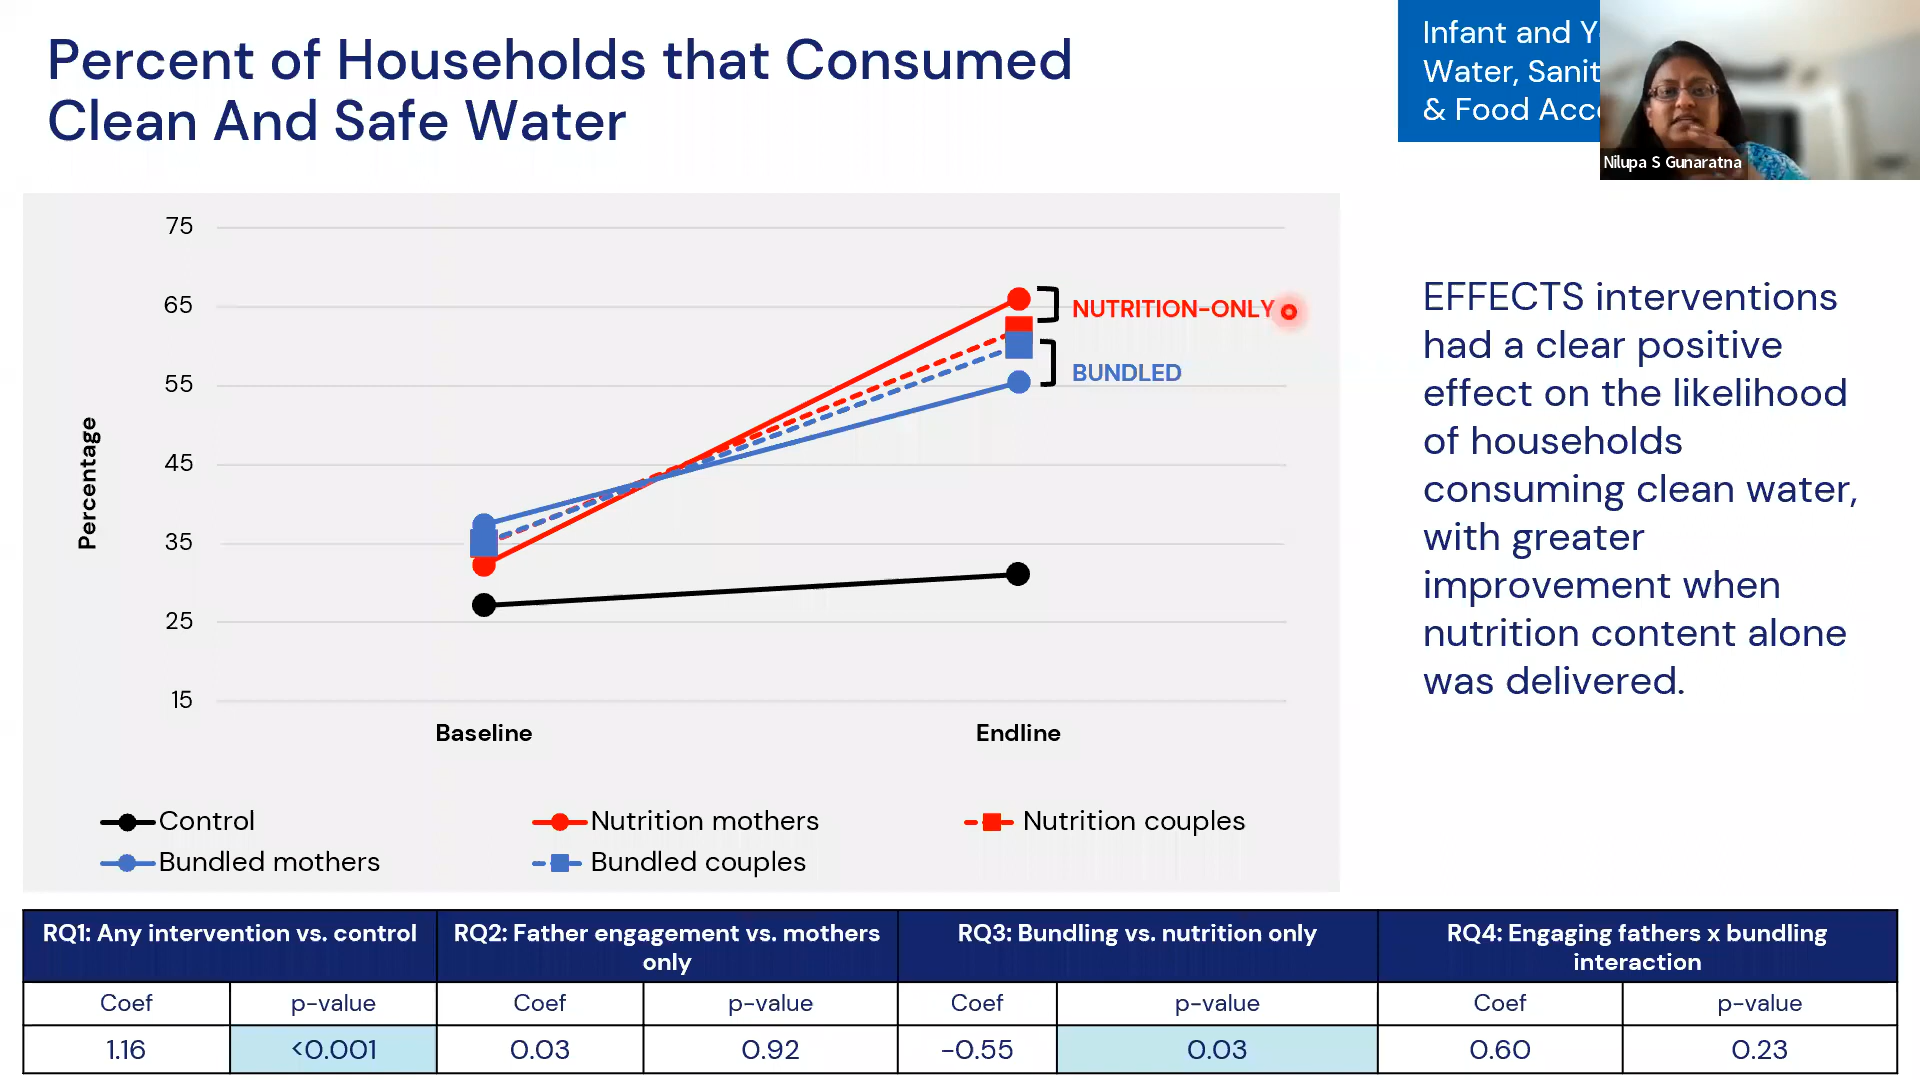 Percent of Households that Consumed
Clean And Safe Water
Infant and
Water,
& Food
Nilupa S Gunaratna
75
65
55
45
35
25
15
Percentage
NUTRITION-ONLY
BUNDLED
Baseline
Endline
Control
Nutrition mothers
Nutrition couples
Bundled mothers
Bundled couples
EFFECTS interventions
had a clear positive
effect on the likelihood
of households
consuming clean water,
with greater
improvement when
nutrition content alone
was delivered.
RQ1: Any intervention vs. control
RQ2: Father engagement vs. mothers
only
RQ3: Bundling vs. nutrition only
RQ4: Engaging fathers x bundling
interaction
Coef p-value Coef p-value Coef p-value Coef p-value
1.16 <0.001 0.03 0.92 -0.55 0.03 0.60 0.23